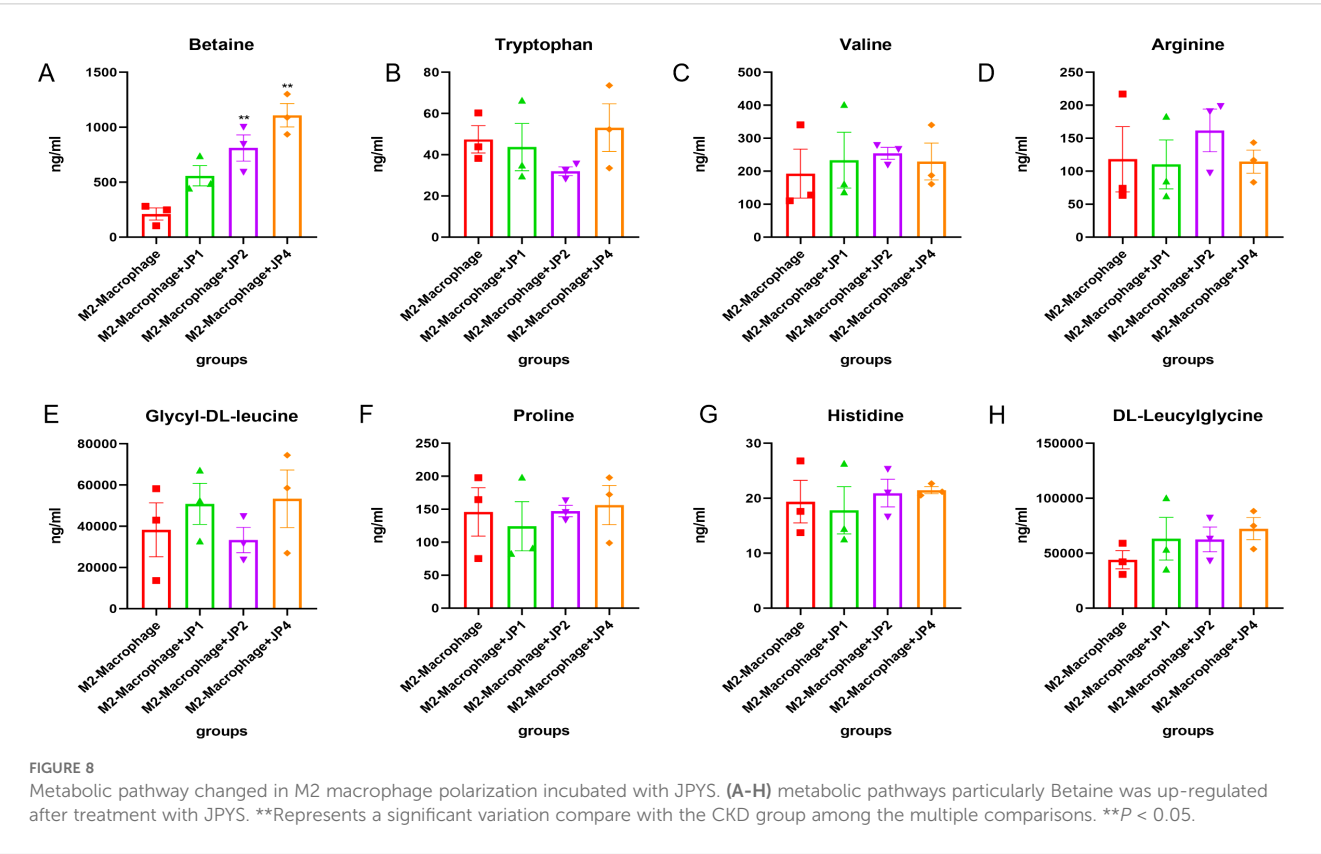 Betaine
A
1500
1000
500
0
ng/ml
**
**
M2-Macrophage
M2-Macrophage+JP1
M2-Macrophage+JP2
M2-Macrophage+JP4
groups
Tryptophan
B
80
60
40
20
0
ng/ml
M2-Macrophage
M2-Macrophage+JP1
M2-Macrophage+JP2
M2-Macrophage+JP4
groups
Valine
C
500
400
300
200
100
0
ng/ml
M2-Macrophage
M2-Macrophage+JP1
M2-Macrophage+JP2
M2-Macrophage+JP4
groups
Arginine
D
250
200
150
100
50
0
ng/ml
M2-Macrophage
M2-Macrophage+JP1
M2-Macrophage+JP2
M2-Macrophage+JP4
groups
Glycyl-DL-leucine
E
80000
60000
40000
20000
0
ng/ml
M2-Macrophage
M2-Macrophage+JP1
M2-Macrophage+JP2
M2-Macrophage+JP4
groups
Proline
F
250
200
150
100
50
0
ng/ml
M2-Macrophage
M2-Macrophage+JP1
M2-Macrophage+JP2
M2-Macrophage+JP4
groups
Histidine
G
30
20
10
0
ng/ml
M2-Macrophage
M2-Macrophage+JP1
M2-Macrophage+JP2
M2-Macrophage+JP4
groups
DL-Leucylglycine
H
150000
100000
50000
0
ng/ml
M2-Macrophage
M2-Macrophage+JP1
M2-Macrophage+JP2
M2-Macrophage+JP4
groups
FIGURE 8
Metabolic pathway changed in M2 macrophage polarization incubated with JPYS. (A-H) metabolic pathways particularly Betaine was up-regulated
after treatment with JPYS. **Represents a significant variation compare with the CKD group among the multiple comparisons. **P < 0.05.